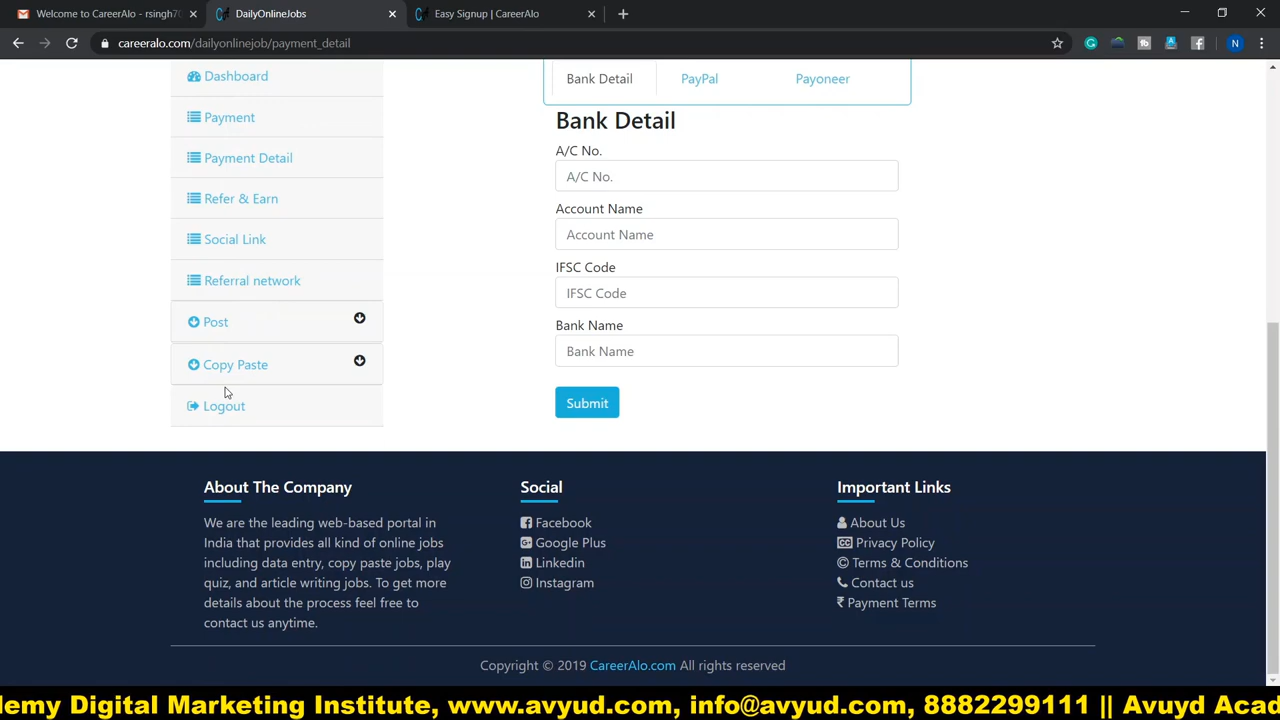 Welcome to CareerAlo - rsingh70
DailyOnlineJobs
Easy Signup | CareerAlo
careeralo.com/dailyonlinejob/payment_detail
N
Dashboard
Payment
Payment Detail
Refer & Earn
Social Link
Referral network
Post
Copy Paste
Logout
Bank Detail
PayPal
Payoneer
Bank Detail
A/C No.
A/C No.
Account Name
Account Name
IFSC Code
IFSC Code
Bank Name
Bank Name
Submit
About The Company
We are the leading web-based portal in
India that provides all kind of online jobs
including data entry, copy paste jobs, play
quiz, and article writing jobs. To get more
details about the process feel free to
contact us anytime.
Social
Facebook
Google Plus
Linkedin
Instagram
Important Links
About Us
Privacy Policy
Terms & Conditions
Contact us
Payment Terms
Copyright © 2019 CareerAlo.com All rights reserved
demy Digital Marketing Institute, www.avyud.com, info@avyud.com, 8882299111 || Avuyd Acad